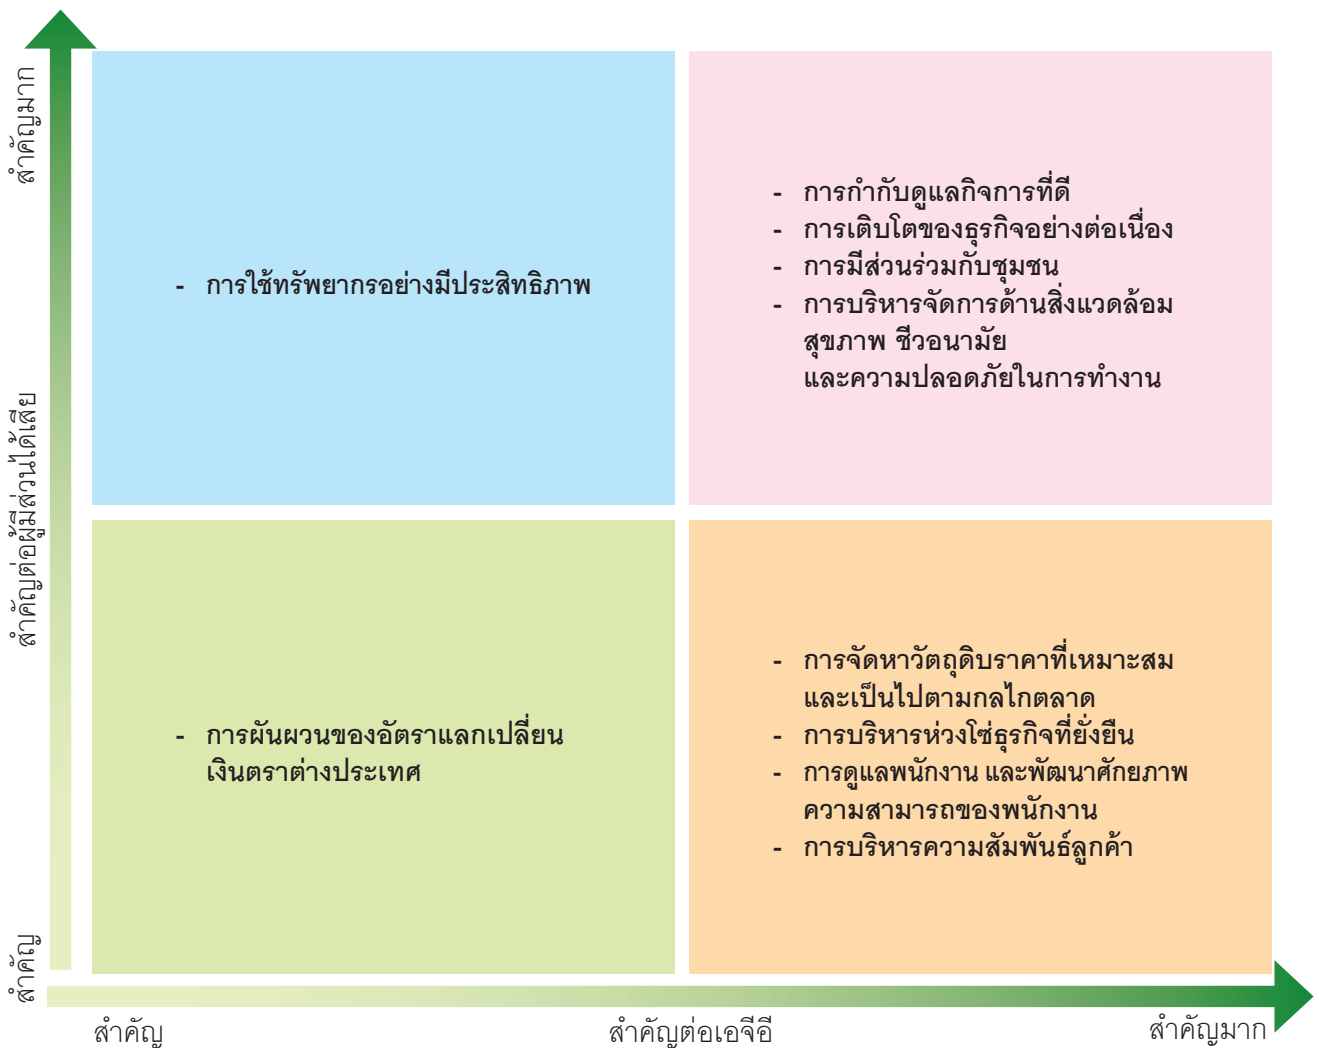 สำคัญมาก
สำคัญต่อผู้มีส่วนได้เสีย
สำคัญ
- การใช้ทรัพยากรอย่างมีประสิทธิภาพ
- การกำกับดูแลกิจการที่ดี
- การเติบโตของธุรกิจอย่างต่อเนื่อง
- การมีส่วนร่วมกับชุมชน
- การบริหารจัดการด้านสิ่งแวดล้อม
สุขภาพ ชีวอนามัย
และความปลอดภัยในการทำงาน
- การผันผวนของอัตราแลกเปลี่ยน
เงินตราต่างประเทศ
- การจัดหาวัตถุดิบราคาที่เหมาะสม
และเป็นไปตามกลไกตลาด
- การบริหารห่วงโซ่ธุรกิจที่ยั่งยืน
- การดูแลพนักงาน และพัฒนาศักยภาพ
ความสามารถของพนักงาน
- การบริหารความสัมพันธ์ลูกค้า
สำคัญ
สำคัญต่อเอจีอี
สำคัญมาก